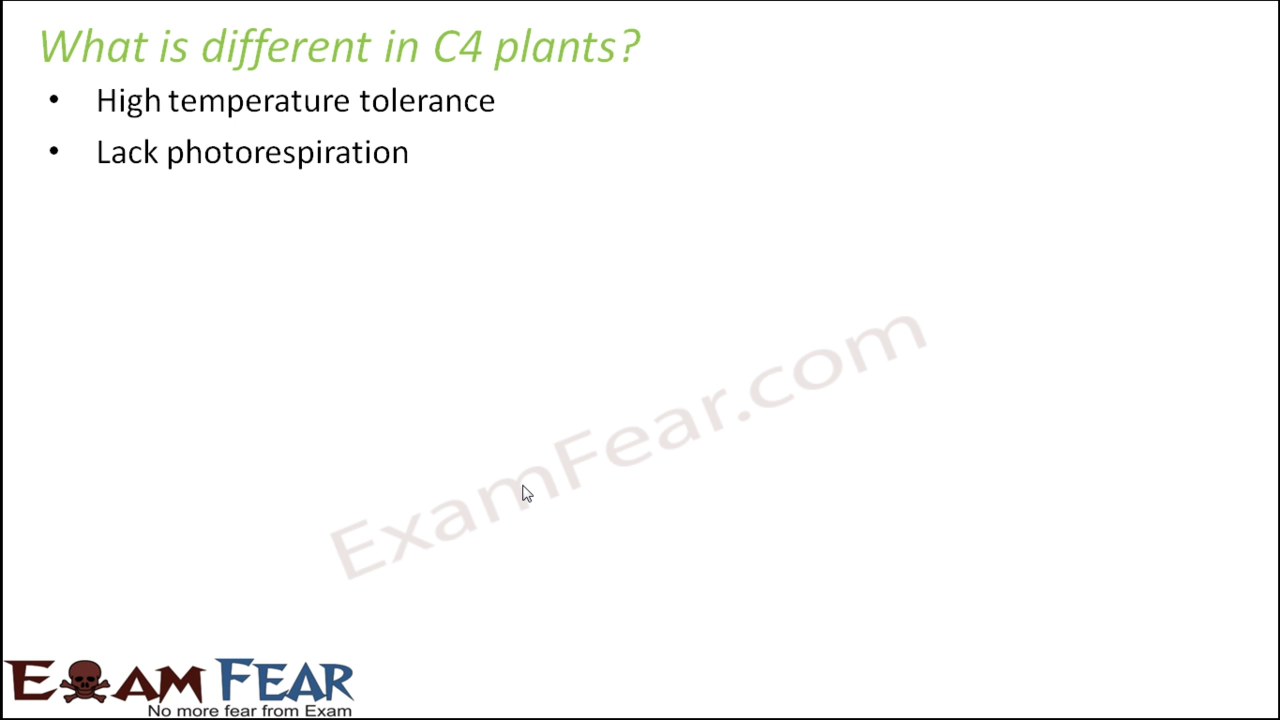 What is different in C4 plants?
• High temperature tolerance
• Lack photorespiration
ExamFear.com
EXAM FEAR
No more fear from Exam